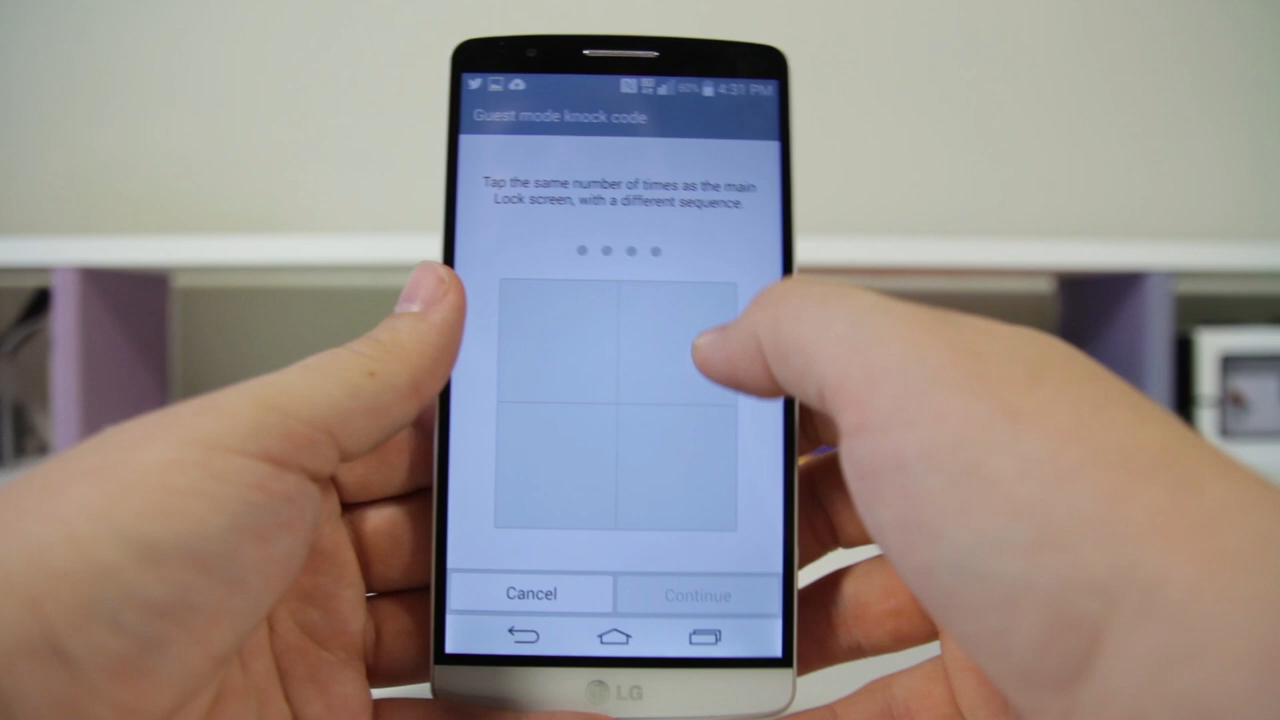 60% 4:31 PM
Guest mode knock code
Tap the same number of times as the main
Lock screen, with a different sequence.
Cancel Continue
LG